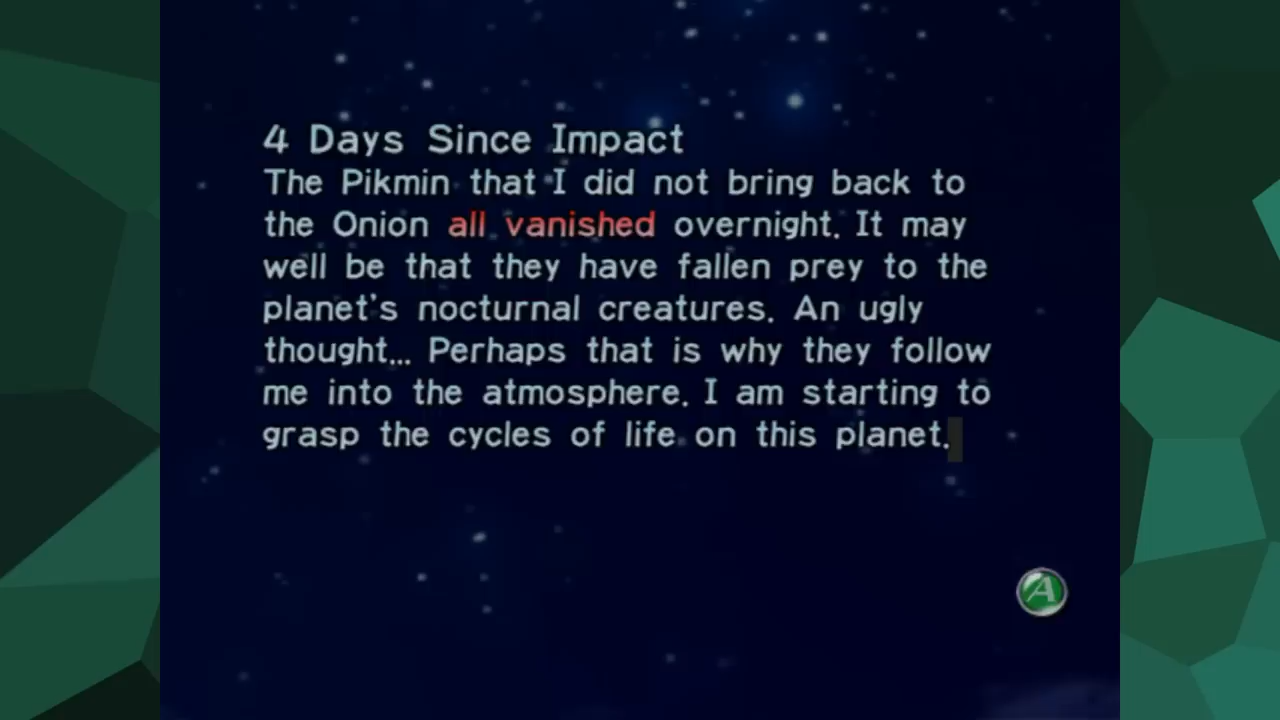 4 Days Since Impact
The Pikmin that I did not bring back to
the Onion all vanished overnight. It may
well be that they have fallen prey to the
planet's nocturnal creatures. An ugly
thought... Perhaps that is why they follow
me into the atmosphere. I am starting to
grasp the cycles of life on this planet.
A